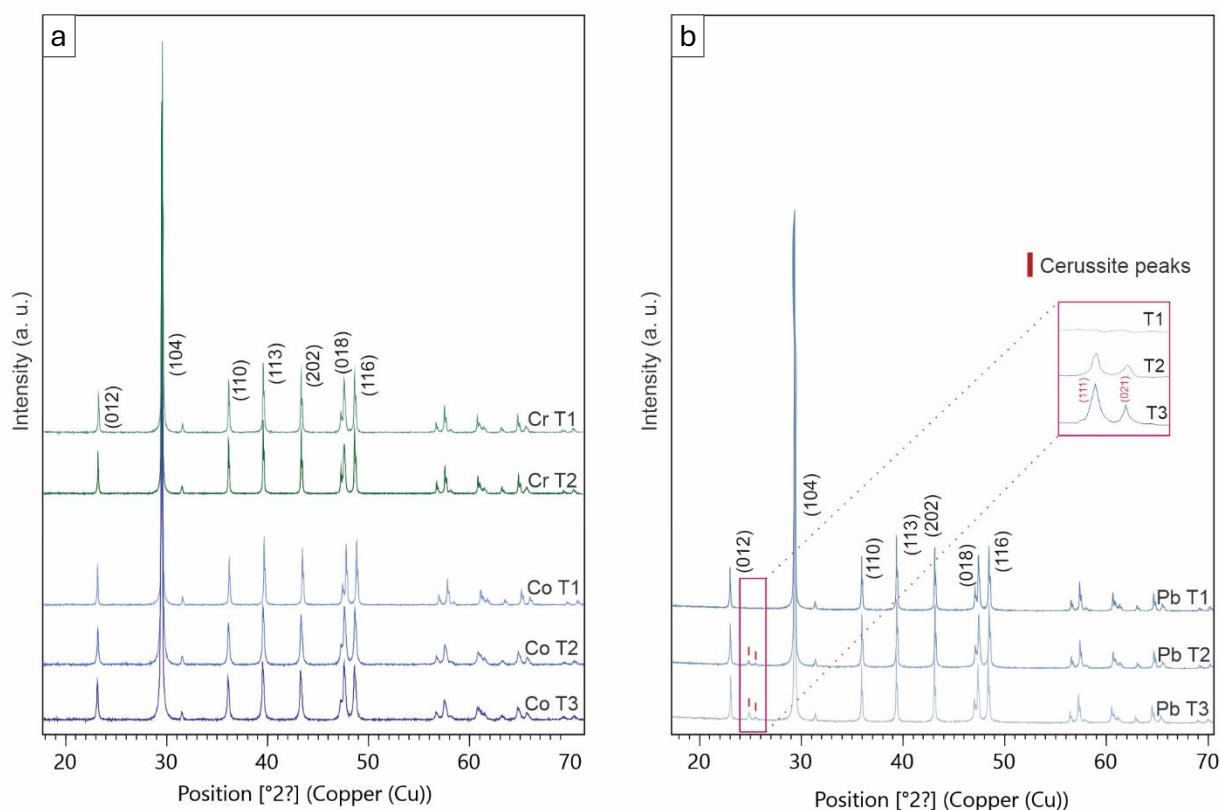 a
Intensity (a. u.)
(012)
(104)
(110)
(113)
(202)
(018)
(116)
Cr T1
Cr T2
Co T1
Co T2
Co T3
20
30
40
50
60
70
Position [°2?] (Copper (Cu))
b
Intensity (a. u.)
Cerussite peaks
T1
T2
T3
(111)
(021)
(012)
(104)
(110)
(113)
(202)
(018)
(116)
Pb T1
Pb T2
Pb T3
20
30
40
50
60
70
Position [°2?] (Copper (Cu))